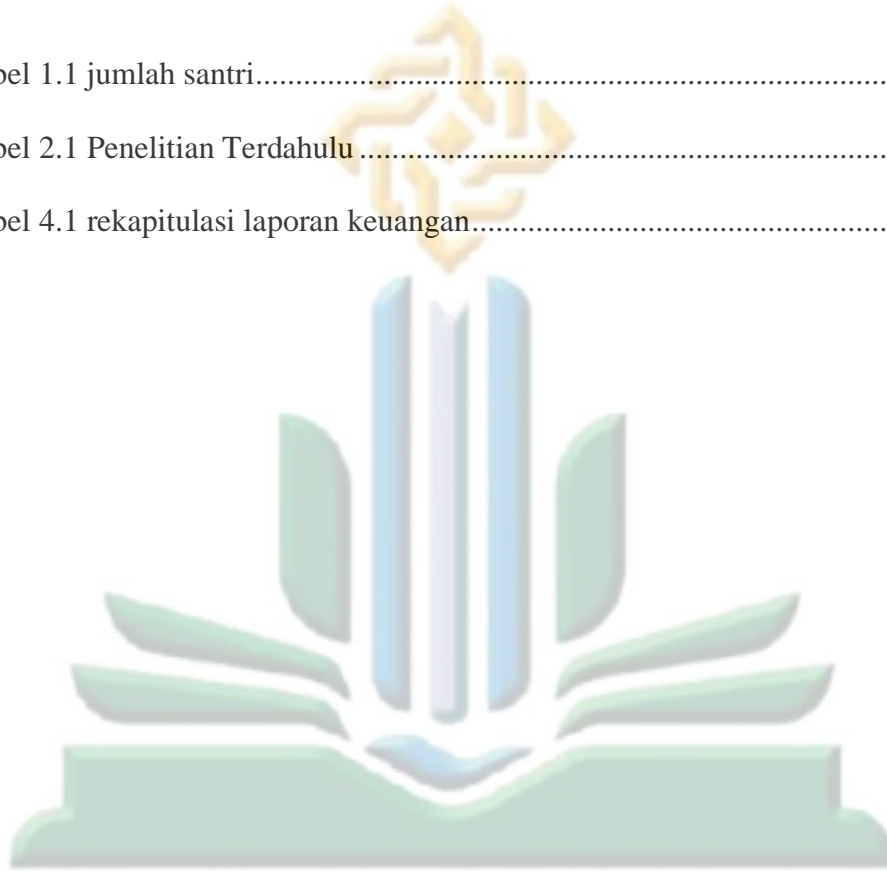 bel 1.1 jumlah santri................................................................................
bel 2.1 Penelitian Terdahulu ..................................................................
bel 4.1 rekapitulasi laporan keuangan....................................................